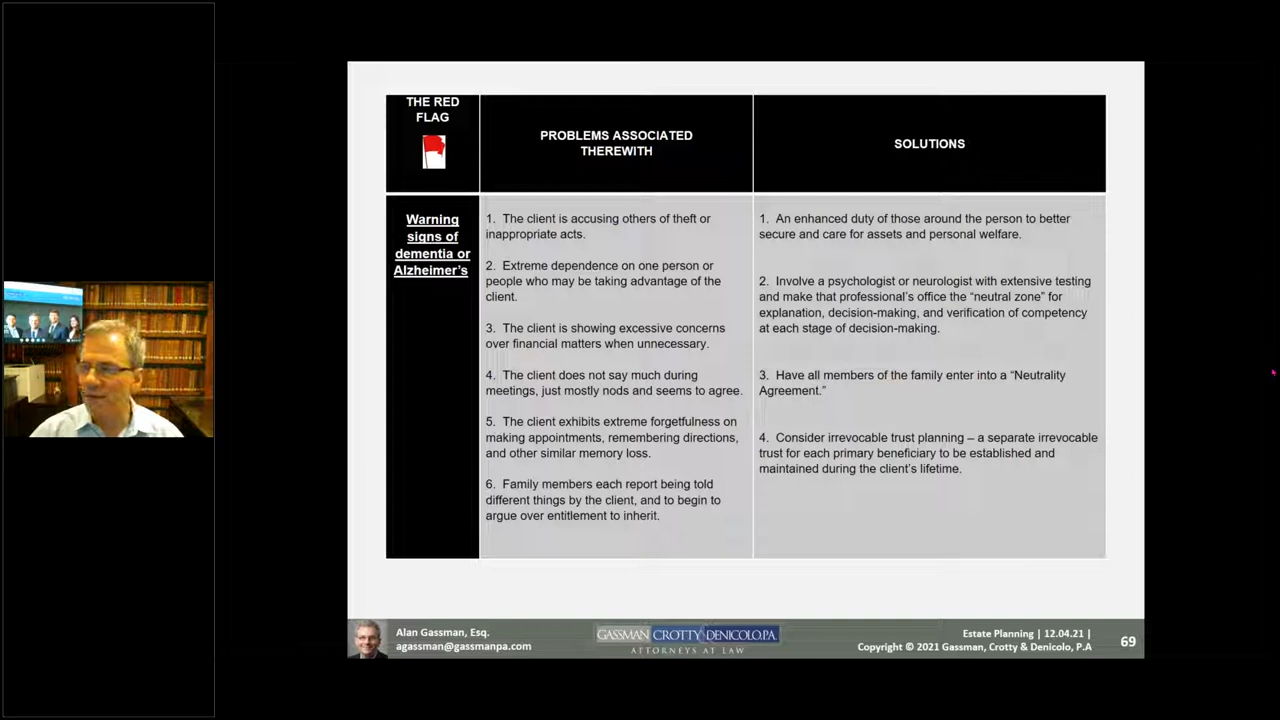 THE RED
FLAG
PROBLEMS ASSOCIATED
THEREWITH
SOLUTIONS
Warning
signs of
dementia or
Alzheimer's
1. The client is accusing others of theft or
inappropriate acts.
2. Extreme dependence on one person or
people who may be taking advantage of the
client.
3. The client is showing excessive concerns
over financial matters when unnecessary.
4. The client does not say much during
meetings, just mostly nods and seems to agree.
5. The client exhibits extreme forgetfulness on
making appointments, remembering directions,
and other similar memory loss.
6. Family members each report being told
different things by the client, and to begin to
argue over entitlement to inherit.
1. An enhanced duty of those around the person to better
secure and care for assets and personal welfare.
2. Involve a psychologist or neurologist with extensive testing
and make that professional's office the “neutral zone” for
explanation, decision-making, and verification of competency
at each stage of decision-making.
3. Have all members of the family enter into a “Neutrality
Agreement.”
4. Consider irrevocable trust planning – a separate irrevocable
trust for each primary beneficiary to be established and
maintained during the client's lifetime.
Alan Gassman, Esq.
agassman@gassmanpa.com
GASSMAN CROTTY DENICOLO, P.A.
ATTORNEYS AT LAW
Estate Planning | 12.04.21 |
Copyright © 2021 Gassman, Crotty & Denicolo, P.A
69